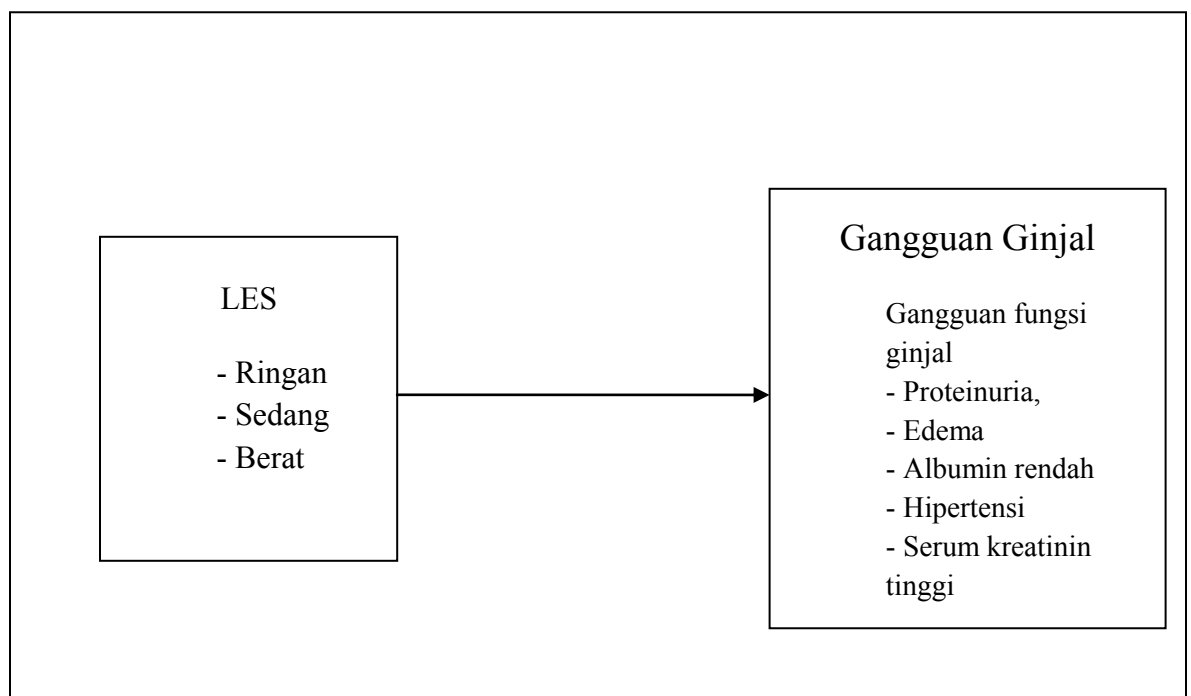 LES
- Ringan
- Sedang
- Berat
Gangguan Ginjal
Gangguan fungsi
ginjal
- Proteinuria,
- Edema
- Albumin rendah
- Hipertensi
- Serum kreatinin
tinggi